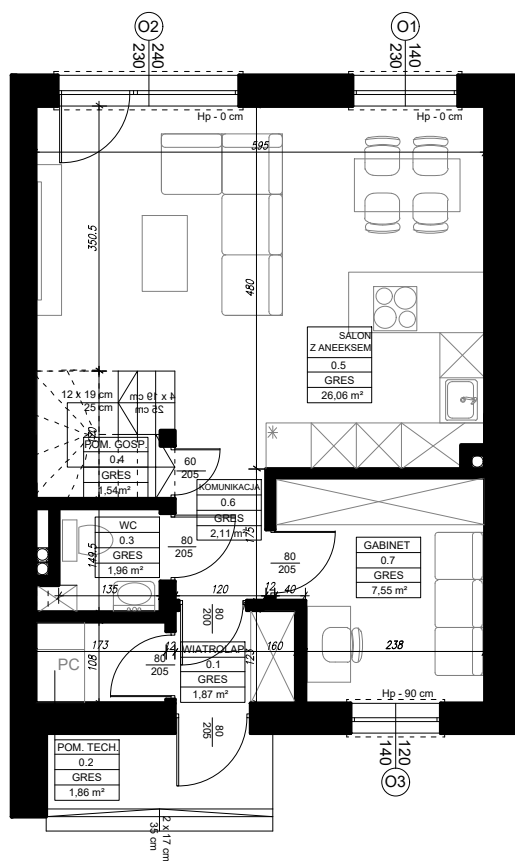 O2
240
230
O1
140
230
Hp - 0 cm
Hp - 0 cm
595
350.5
480
SALON
Z ANEKSEM
0.5
GRES
26,06 m²
12 x 19 cm
25 cm
4 x 19 cm
25 cm
POM. GOSP.
0.4
GRES
1,54m²
60
205
KOMUNIKACJA
0.6
GRES
2,11 m²
175
WC
0.3
GRES
1,96 m²
149.5
80
205
GABINET
0.7
GRES
7,55 m²
80
205
135
120
12
40
80
200
173
12
108
PC
80
205
WIATROLAP
0.1
GRES
1,87 m²
123
160
238
Hp - 90 cm
80
205
120
140
O3
POM. TECH.
0.2
GRES
1,86 m²
2 x 17 cm
35 cm